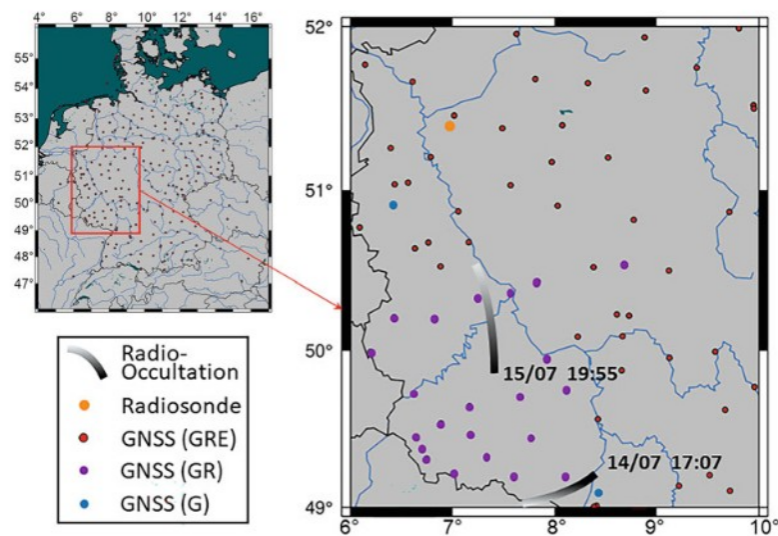 4° 6° 8° 10° 12° 14° 16°
55°
54°
53°
52°
51°
50°
49°
48°
47°
52°
51°
50°
49°
6° 7° 8° 9° 10°
15/07 19:55
14/07 17:07
Radio-
Occultation
Radiosonde
GNSS (GRE)
GNSS (GR)
GNSS (G)